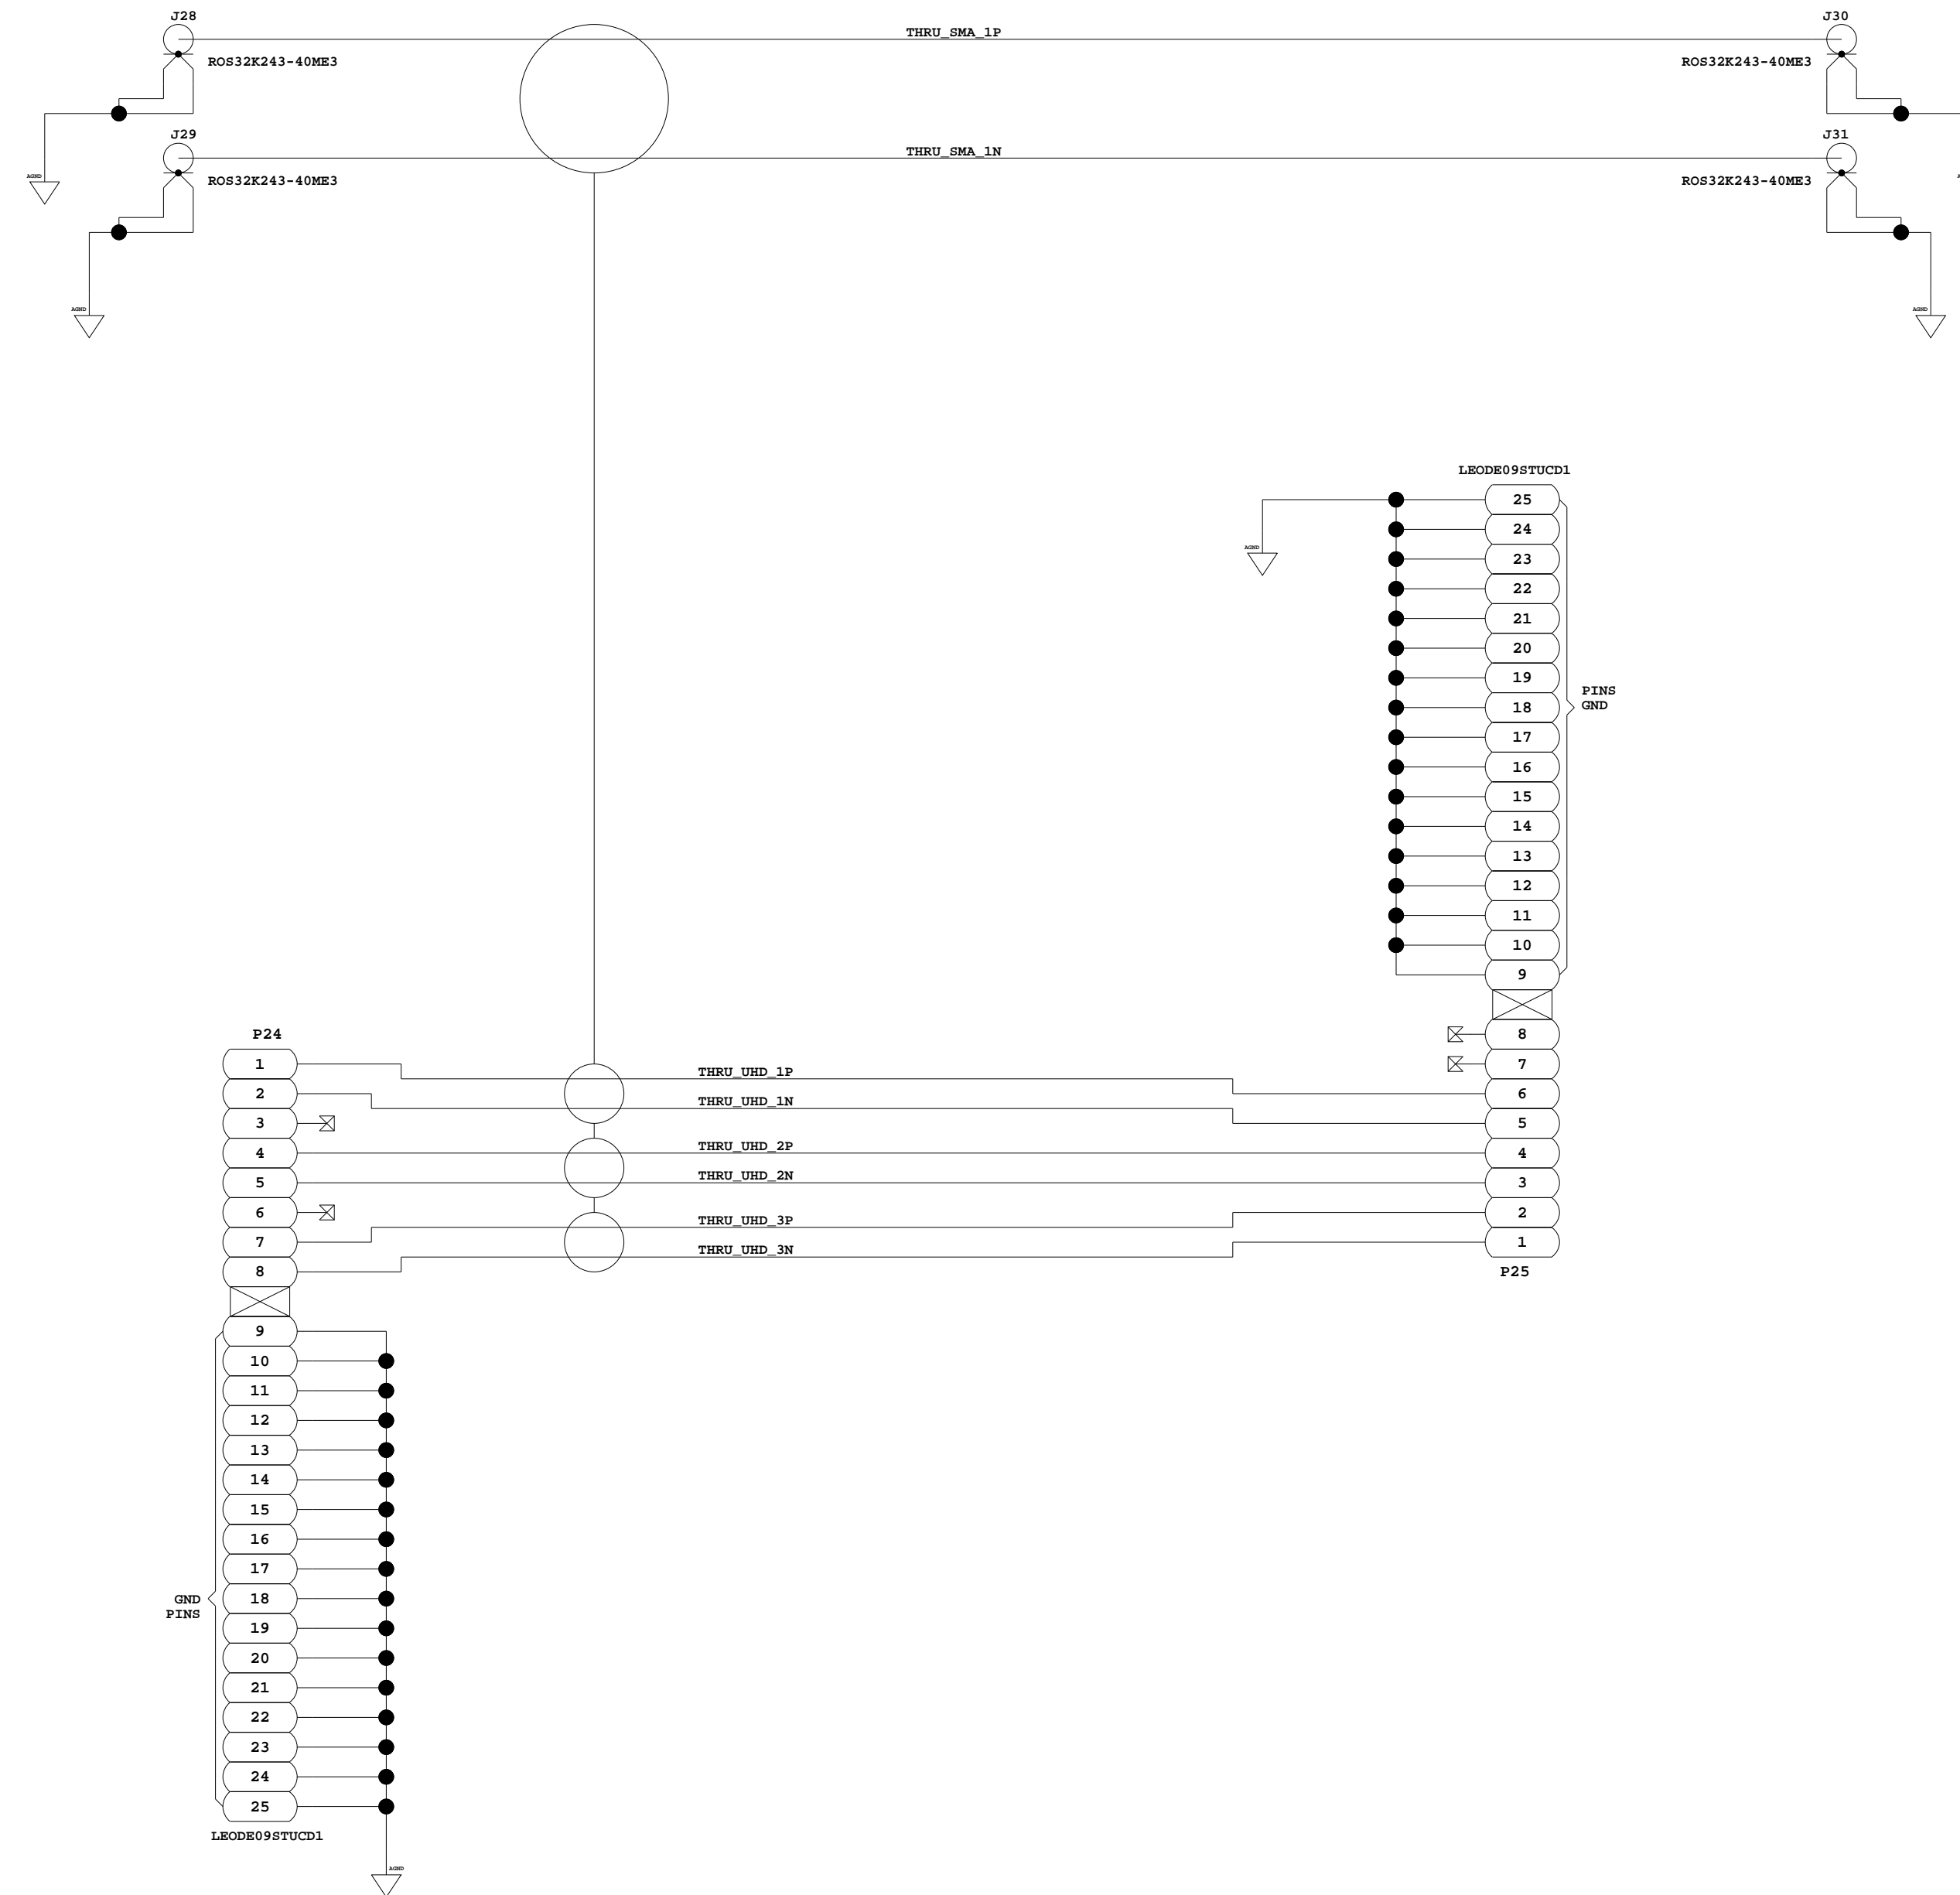 J28
THRU_SMA_1P
J30
ROS32K243-40ME3
ROS32K243-40ME3
J29
THRU_SMA_1N
J31
AGND
ROS32K243-40ME3
ROS32K243-40ME3
AGND
AGND
LEODE09STUCD1
25
24
AGND
23
22
21
20
19
PINS
GND
18
17
16
15
14
13
12
11
10
9
8
7
6
5
4
3
2
1
P25
P24
1
2
3
4
5
6
7
8
THRU_UHD_1P
THRU_UHD_1N
THRU_UHD_2P
THRU_UHD_2N
THRU_UHD_3P
THRU_UHD_3N
9
10
11
12
13
14
15
16
17
18
GND
PINS
19
20
21
22
23
24
25
LEODE09STUCD1
AGND